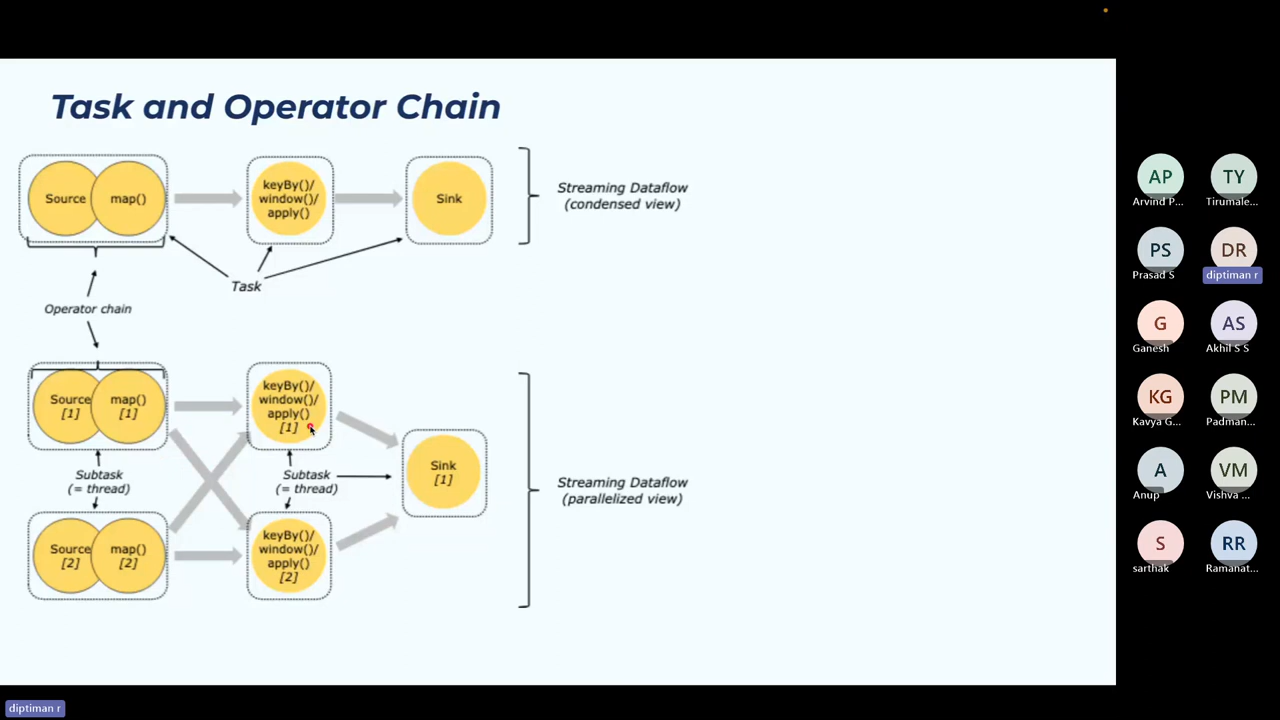 Task and Operator Chain
Source
map()
keyBy()/
window()/
apply()
Sink
Streaming Dataflow
(condensed view)
Task
Operator chain
Source
[1]
map()
[1]
keyBy()/
window()/
apply()
[1]
Subtask
(= thread)
Subtask
(= thread)
Sink
[1]
Streaming Dataflow
(parallelized view)
Source
[2]
map()
[2]
keyBy()/
window()/
apply()
[2]
AP
Arvind P...
TY
Tirumale...
PS
Prasad S
DR
diptiman r
G
Ganesh
AS
Akhil S S
KG
Kavya G...
PM
Padman...
A
Anup
VM
Vishva ...
S
sarthak
RR
Ramanat...
diptiman r